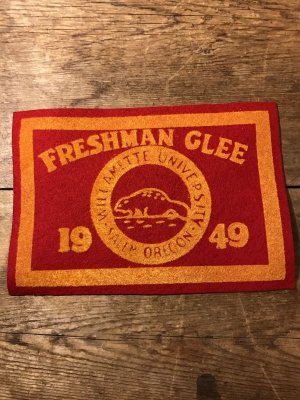 FRESHMAN GLEE
WILLAMETTE UNIVERSITY
SALEM, OREGON
19 49